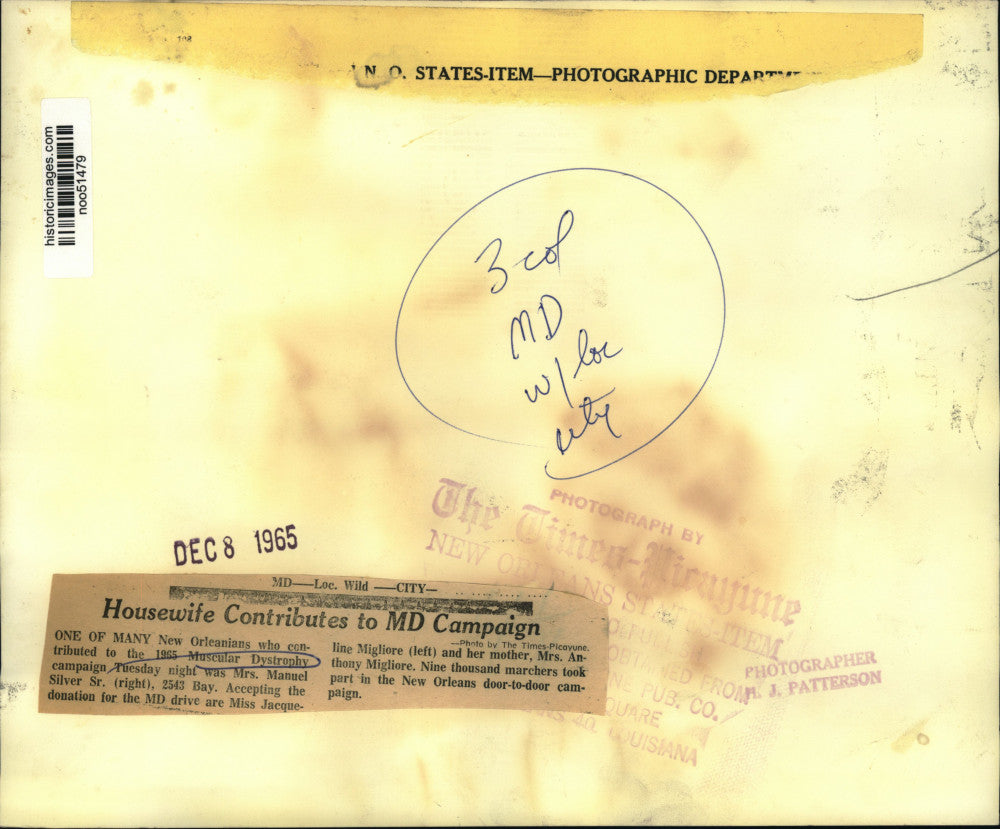 108
N. O. STATES-ITEM—PHOTOGRAPHIC
historicimages.com
noo51479
3 col
MD
w/loc
city
DEC 8 1965
PHOTOGRAPH BY
The Times-Picayune
NEW ORLEANS STATES-ITEM
OBTAINED FROM
PUB. CO.
SQUARE
LOUISIANA
PHOTOGRAPHER
H. J. PATTERSON
MD—Loc. Wild —CITY—
Housewife Contributes to MD Campaign
—Photo by The Times-Picayune.
ONE OF MANY New Orleanians who con-
tributed to the 1965 Muscular Dystrophy
campaign Tuesday night was Mrs. Manuel
Silver Sr. (right), 2543 Bay. Accepting the
donation for the MD drive are Miss Jacque-
line Migliore (left) and her mother, Mrs. An-
thony Migliore. Nine thousand marchers took
part in the New Orleans door-to-door cam-
paign.